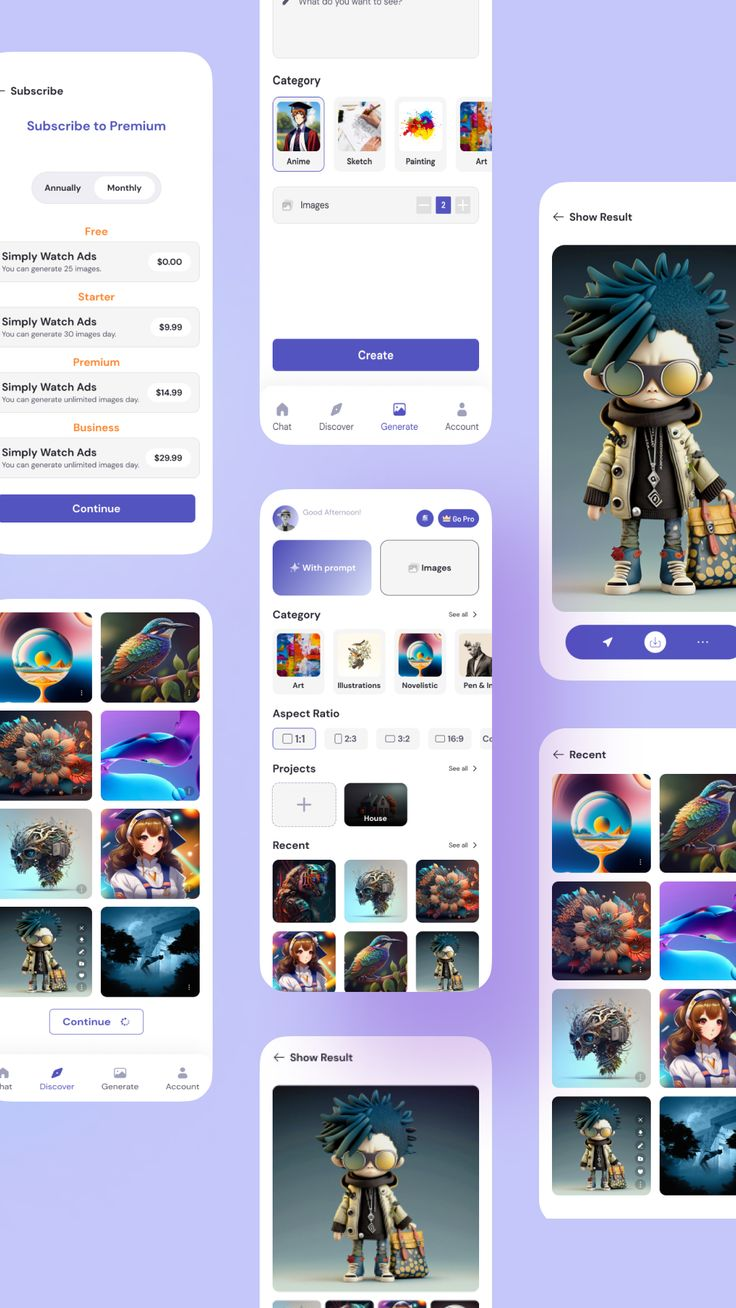 Subscribe
Subscribe to Premium
Annually
Monthly
Free
Simply Watch Ads
You can generate 25 images.
$0.00
Starter
Simply Watch Ads
You can generate 30 images day.
$9.99
Premium
Simply Watch Ads
You can generate unlimited images day.
$14.99
Business
Simply Watch Ads
You can generate unlimited images day.
$29.99
Continue
Continue
Discover
Generate
Account
What do you want to see?
Category
Anime
Sketch
Painting
Art
Images
2
Create
Chat
Discover
Generate
Account
Good Afternoon!
Go Pro
With prompt
Images
Category
See all
Art
Illustrations
Novelistic
Pen & In
Aspect Ratio
1:1
2:3
3:2
16:9
Projects
See all
House
Recent
See all
Show Result
Show Result
Recent